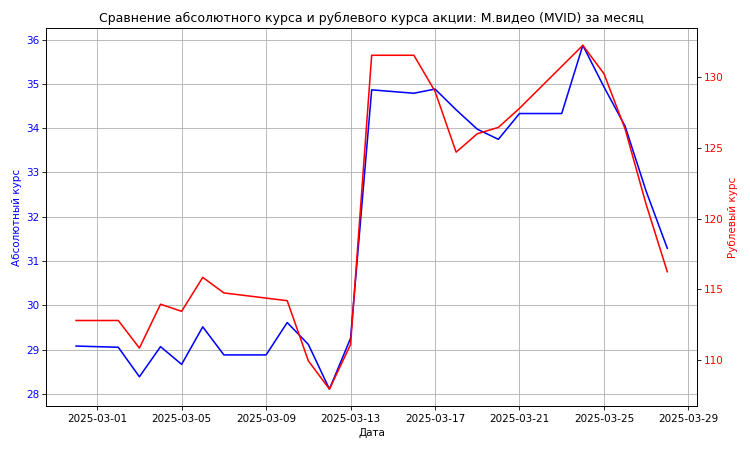 Сравнение абсолютного курса и рублевого курса акции: М.видео (MVID) за месяц
36
35
34
33
32
31
30
29
28
Абсолютный курс
130
125
120
115
110
Рублевый курс
2025-03-01 2025-03-05 2025-03-09 2025-03-13 2025-03-17 2025-03-21 2025-03-25 2025-03-29
Дата